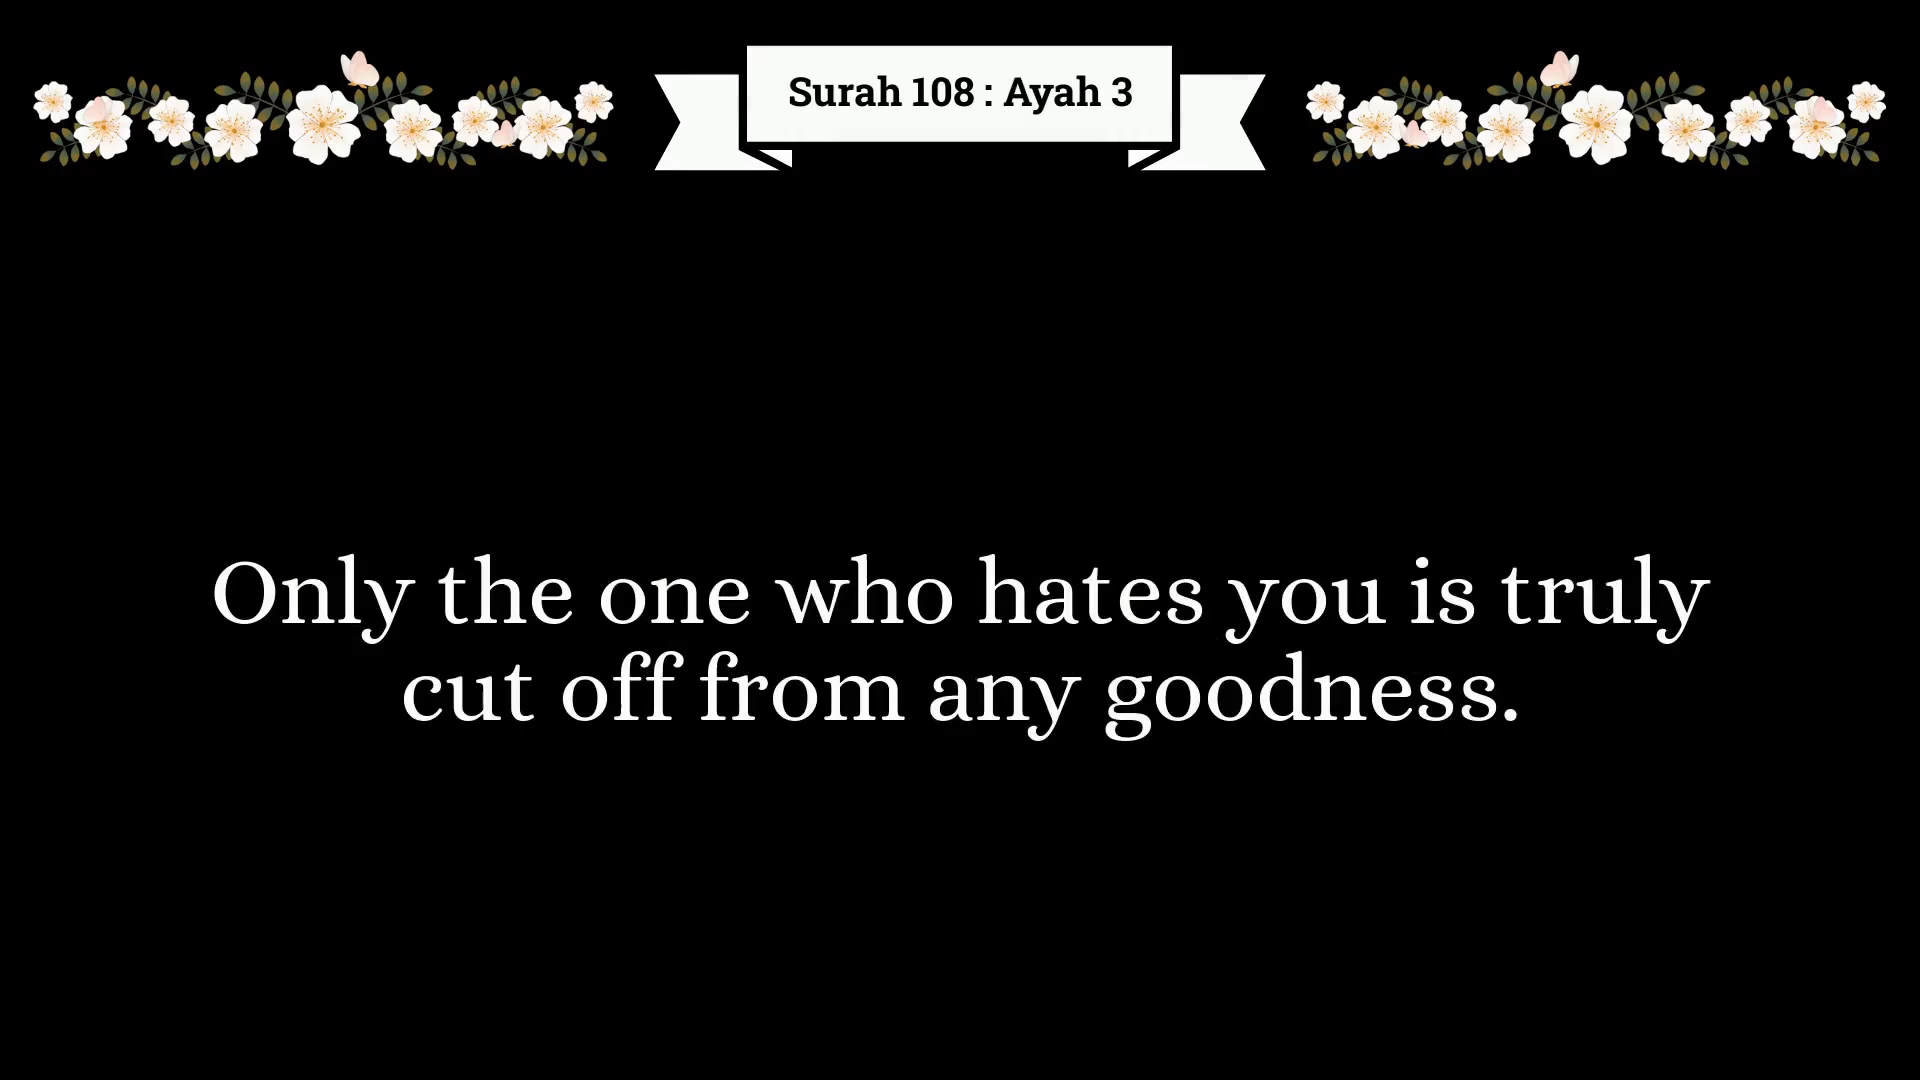 Surah 108 : Ayah 3
Only the one who hates you is truly
cut off from any goodness.